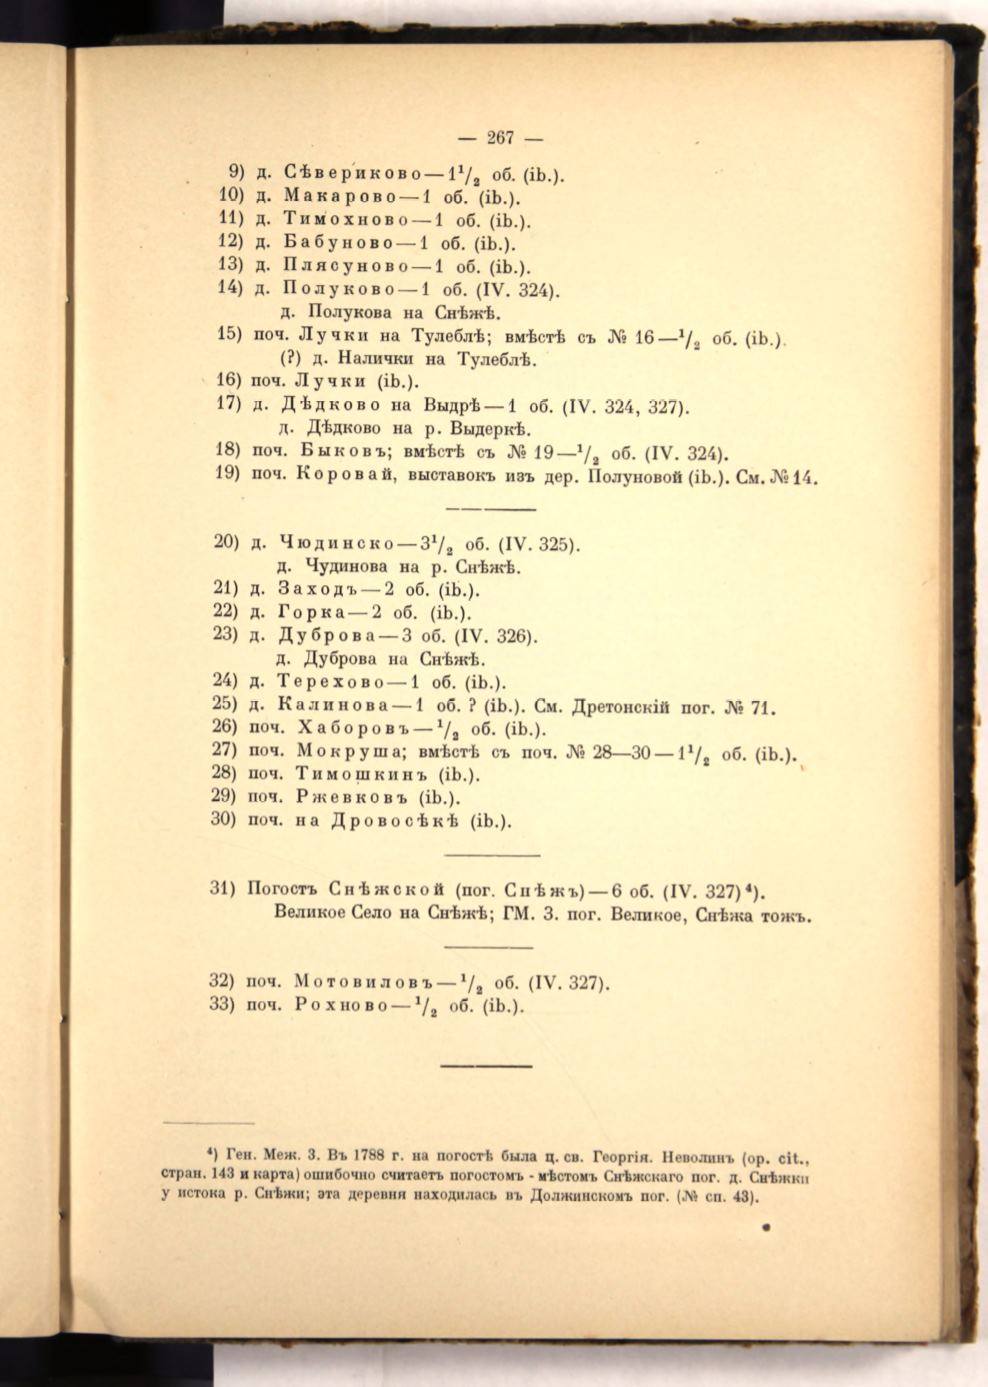 — 267 —
9) д. Сѣвериково—1½ об. (ib.).
10) д. Макарово—1 об. (ib.).
11) д. Тимохново—1 об. (ib.).
12) д. Бабуново—1 об. (ib.).
13) д. Плясуново—1 об. (ib.).
14) д. Полуково—1 об. (IV. 324).
д. Полукова на Снѣжѣ.
15) поч. Лучки на Тулеблѣ; вмѣстѣ съ № 16—½ об. (ib.).
(?) д. Налички на Тулеблѣ.
16) поч. Лучки (ib.).
17) д. Дѣдково на Выдрѣ—1 об. (IV. 324, 327).
д. Дѣдково на р. Выдеркѣ.
18) поч. Быковъ; вмѣстѣ съ № 19—½ об. (IV. 324).
19) поч. Коровай, выставокъ изъ дер. Полуновой (ib.). См. № 14.
20) д. Чюдинско—3½ об. (IV. 325).
д. Чудинова на р. Снѣжѣ.
21) д. Заходъ—2 об. (ib.).
22) д. Горка—2 об. (ib.).
23) д. Дуброва—3 об. (IV. 326).
д. Дуброва на Снѣжѣ.
24) д. Терехово—1 об. (ib.).
25) д. Калинова—1 об. ? (ib.). См. Дретонскій пог. № 71.
26) поч. Хаборовъ—½ об. (ib.).
27) поч. Мокруша; вмѣстѣ съ поч. № 28—30—1½ об. (ib.).
28) поч. Тимошкинъ (ib.).
29) поч. Ржевковъ (ib.).
30) поч. на Дровосѣкѣ (ib.).
31) Погостъ Снѣжской (пог. Снѣжъ)—6 об. (IV. 327)⁴).
Великое Село на Снѣжѣ; ГМ. З. пог. Великое, Снѣжа тожъ.
32) поч. Мотовиловъ—½ об. (IV. 327).
33) поч. Рохново—½ об. (ib.).
⁴) Ген. Меж. З. Въ 1788 г. на погостѣ была ц. св. Георгія. Неволинъ (op. cit.,
стран. 143 и карта) ошибочно считаетъ погостомъ-мѣстомъ Снѣжскаго пог. д. Снѣжки
у истока р. Снѣжи; эта деревня находилась въ Должинскомъ пог. (№ сп. 43).